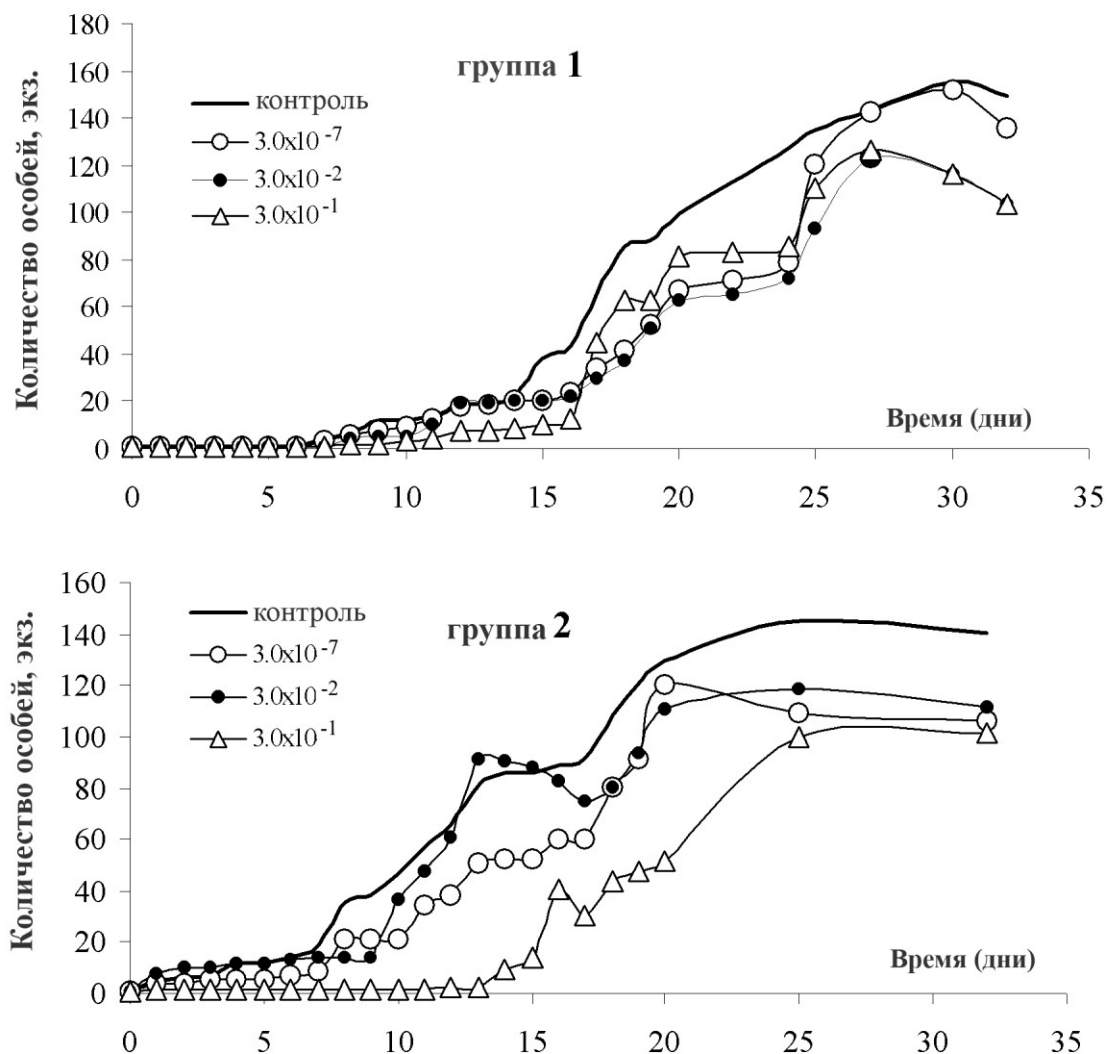 Количество особей, экз.
180
160
140
120
100
80
60
40
20
0
группа 1
контроль
3.0x10 -7
3.0x10 -2
3.0x10 -1
Время (дни)
0 5 10 15 20 25 30 35
Количество особей, экз.
160
140
120
100
80
60
40
20
0
группа 2
контроль
3.0x10 -7
3.0x10 -2
3.0x10 -1
Время (дни)
0 5 10 15 20 25 30 35